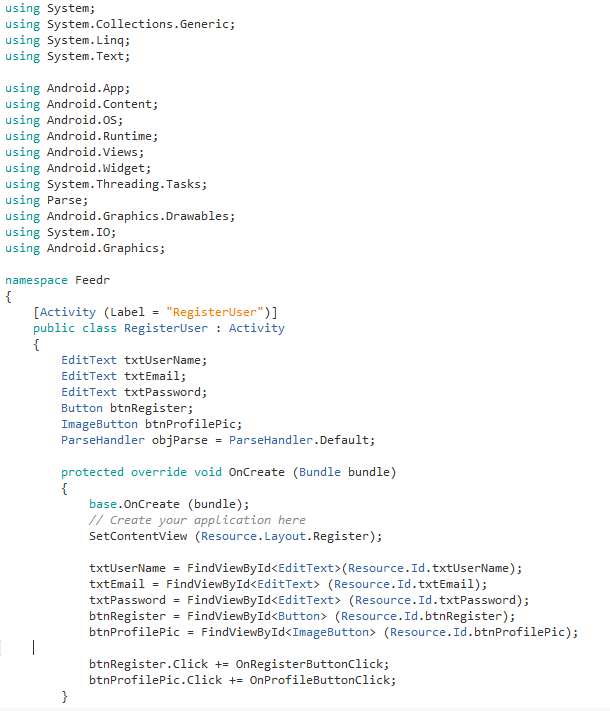 using System;
using System.Collections.Generic;
using System.Linq;
using System.Text;

using Android.App;
using Android.Content;
using Android.OS;
using Android.Runtime;
using Android.Views;
using Android.Widget;
using System.Threading.Tasks;
using Parse;
using Android.Graphics.Drawables;
using System.IO;
using Android.Graphics;

namespace Feedr
{
    [Activity (Label = "RegisterUser")]
    public class RegisterUser : Activity
    {
        EditText txtUserName;
        EditText txtEmail;
        EditText txtPassword;
        Button btnRegister;
        ImageButton btnProfilePic;
        ParseHandler objParse = ParseHandler.Default;

        protected override void OnCreate (Bundle bundle)
        {
            base.OnCreate (bundle);
            // Create your application here
            SetContentView (Resource.Layout.Register);

            txtUserName = FindViewById<EditText>(Resource.Id.txtUserName);
            txtEmail = FindViewById<EditText> (Resource.Id.txtEmail);
            txtPassword = FindViewById<EditText> (Resource.Id.txtPassword);
            btnRegister = FindViewById<Button> (Resource.Id.btnRegister);
            btnProfilePic = FindViewById<ImageButton> (Resource.Id.btnProfilePic);

            btnRegister.Click += OnRegisterButtonClick;
            btnProfilePic.Click += OnProfileButtonClick;
        }